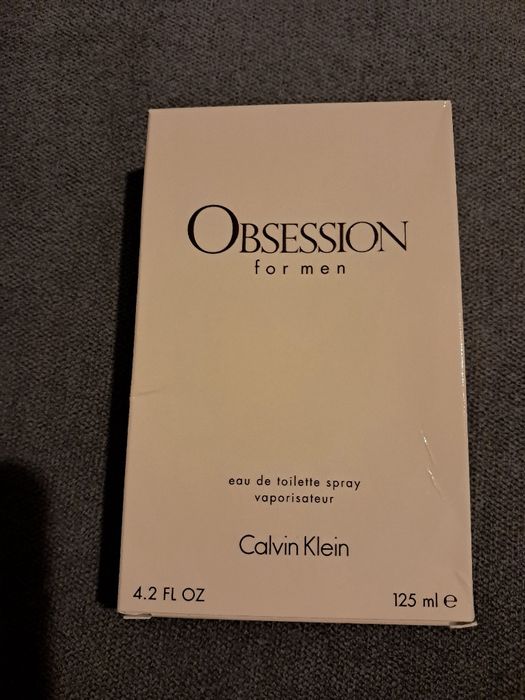 OBSESSION
for men
eau de toilette spray
vaporisateur
Calvin Klein
4.2 FL OZ 125 ml ℮